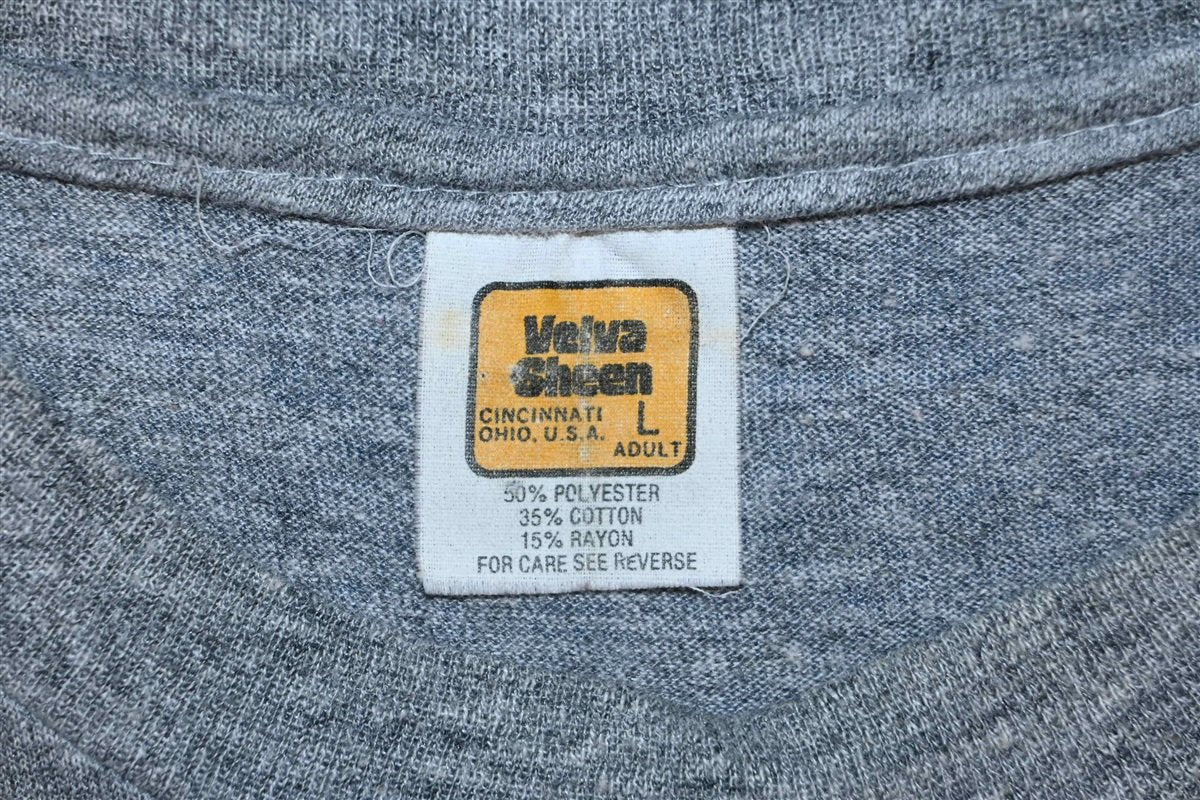 Velva
Sheen
CINCINNATI L
OHIO, U.S.A.
ADULT
50% POLYESTER
35% COTTON
15% RAYON
FOR CARE SEE REVERSE